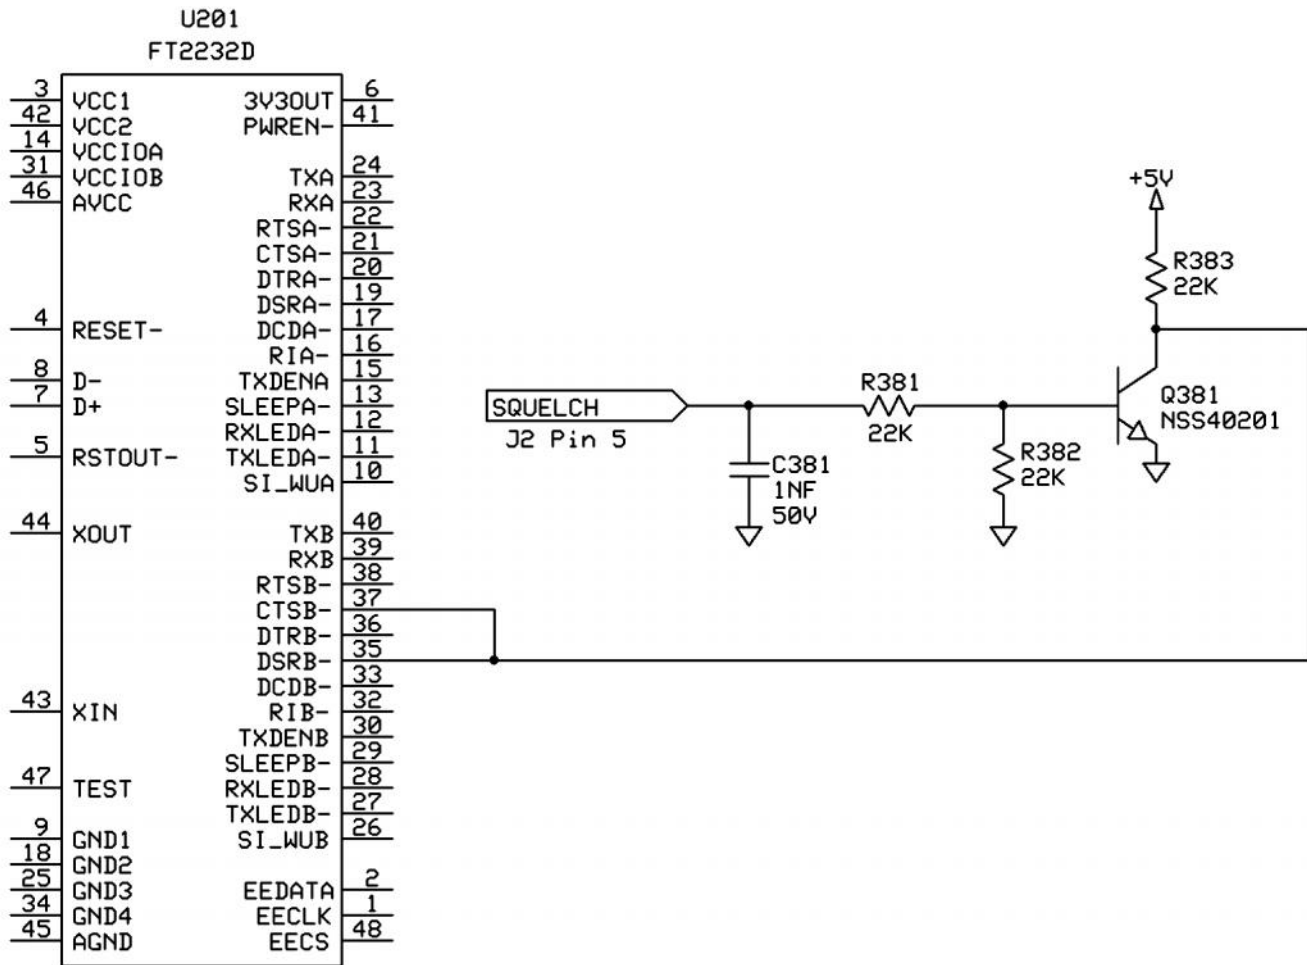 U201
FT2232D
3 VCC1 3V3OUT 6
42 VCC2 PWREN- 41
14 VCCIOA
31 VCCIOB TXA 24
46 AVCC RXA 23
RTSA- 22
CTSA- 21
DTRA- 20
DSRA- 19
4 RESET- DCDA- 17
RIA- 16
8 D- TXDENA 15
7 D+ SLEEPA- 13
RXLEDA- 12
5 RSTOUT- TXLEDA- 11
SI_WUA 10
44 XOUT TXB 40
RXB 39
RTSB- 38
CTSB- 37
DTRB- 36
DSRB- 35
DCDB- 33
43 XIN RIB- 32
TXDENB 30
SLEEPB- 29
47 TEST RXLEDB- 28
TXLEDB- 27
9 GND1 SI_WUB 26
18 GND2
25 GND3 EEDATA 2
34 GND4 EECLK 1
45 AGND EECS 48
SQUELCH
J2 Pin 5
C381
1NF
50V
R381
22K
R382
22K
+5V
R383
22K
Q381
NSS40201